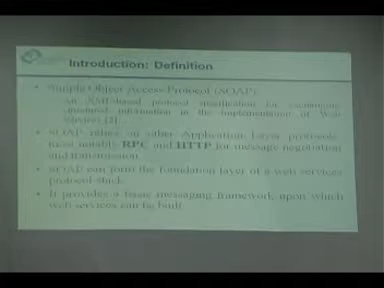 Introduction: Definition
Simple Object Access Protocol (SOAP)
An XML-based protocol specification for exchanging
structured information in the implementation of Web
Services [2]
SOAP relies on other Application Layer protocols,
most notably RPC and HTTP for message negotiation
and transmission.
SOAP can form the foundation layer of a web services
protocol stack
It provides a basic messaging framework upon which
web services can be built.